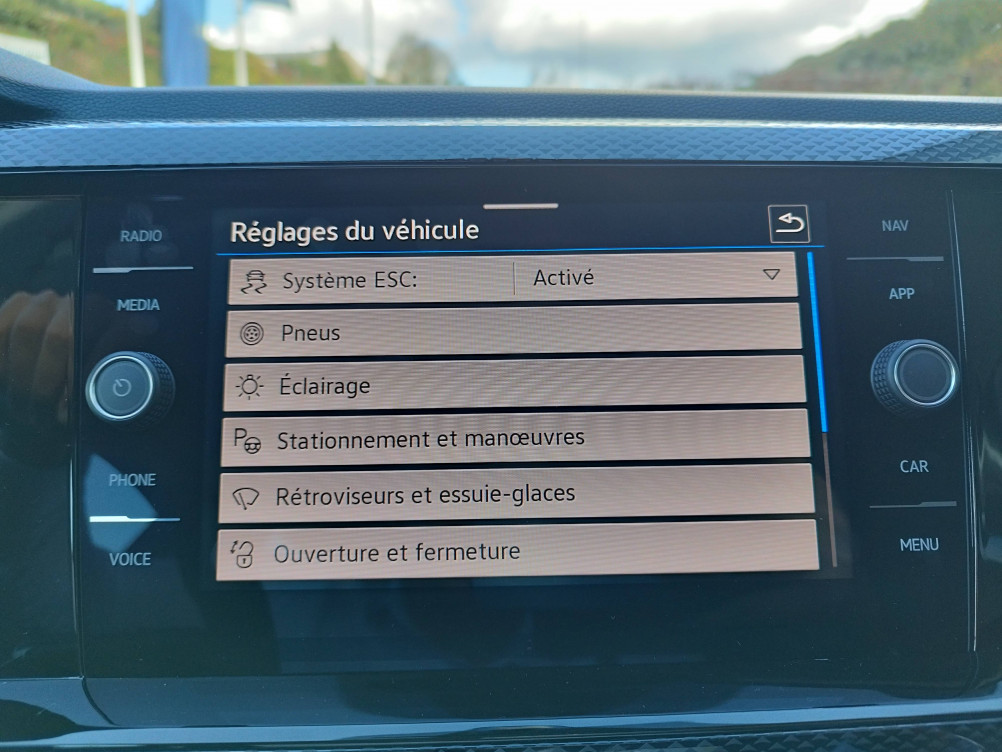 Réglages du véhicule
Système ESC: Activé
Pneus
Éclairage
Stationnement et manœuvres
Rétroviseurs et essuie-glaces
Ouverture et fermeture
RADIO
MEDIA
PHONE
VOICE
NAV
APP
CAR
MENU